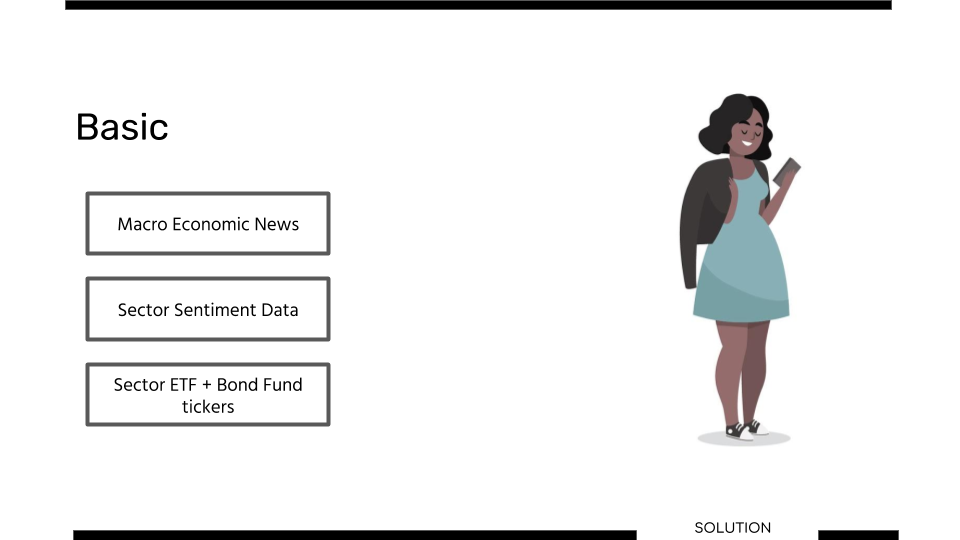 Basic
Macro Economic News
Sector Sentiment Data
Sector ETF + Bond Fund
tickers
SOLUTION